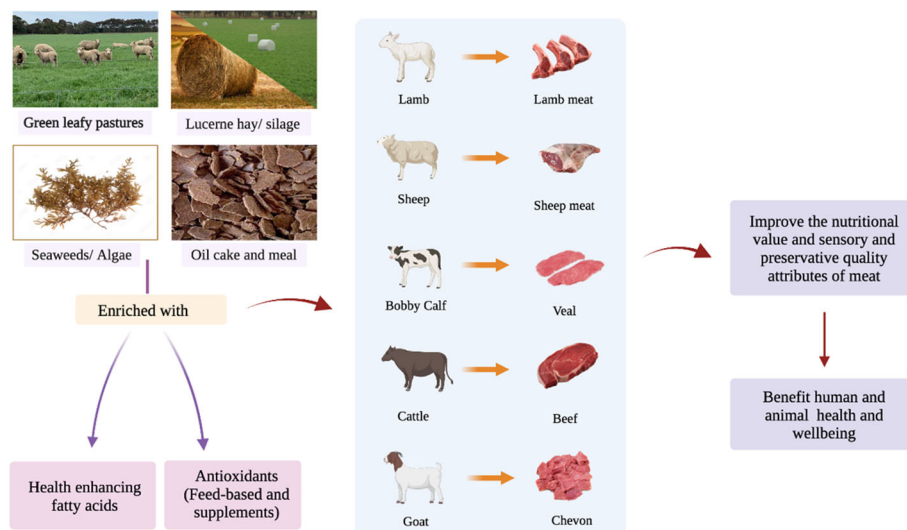 Green leafy pastures
Lucerne hay/ silage
Seaweeds/ Algae
Oil cake and meal
Enriched with
Health enhancing
fatty acids
Antioxidants
(Feed-based and
supplements)
Lamb
Lamb meat
Sheep
Sheep meat
Bobby Calf
Veal
Cattle
Beef
Goat
Chevon
Improve the nutritional
value and sensory and
preservative quality
attributes of meat
Benefit human and
animal health and
wellbeing